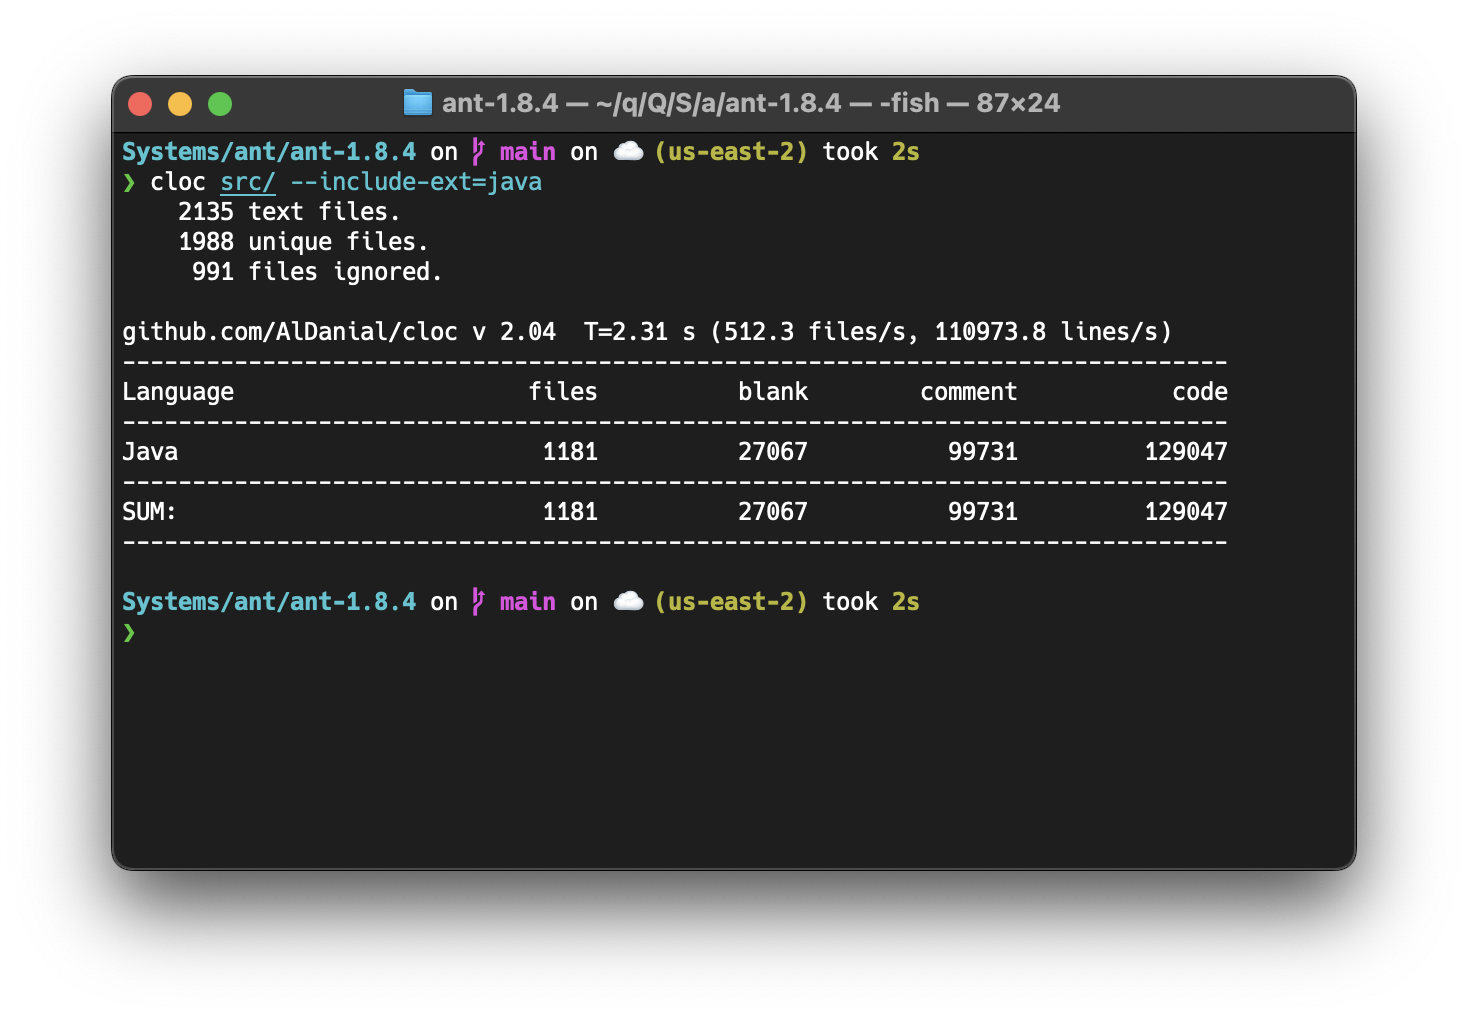 ant-1.8.4 — ~/q/Q/S/a/ant-1.8.4 — -fish — 87×24
Systems/ant/ant-1.8.4 on main on ☁️ (us-east-2) took 2s
❯ cloc src/ --include-ext=java
    2135 text files.
    1988 unique files.
     991 files ignored.

github.com/AlDanial/cloc v 2.04  T=2.31 s (512.3 files/s, 110973.8 lines/s)
-------------------------------------------------------------------------------
Language                     files          blank        comment           code
-------------------------------------------------------------------------------
Java                          1181          27067          99731         129047
-------------------------------------------------------------------------------
SUM:                          1181          27067          99731         129047
-------------------------------------------------------------------------------

Systems/ant/ant-1.8.4 on main on ☁️ (us-east-2) took 2s
❯